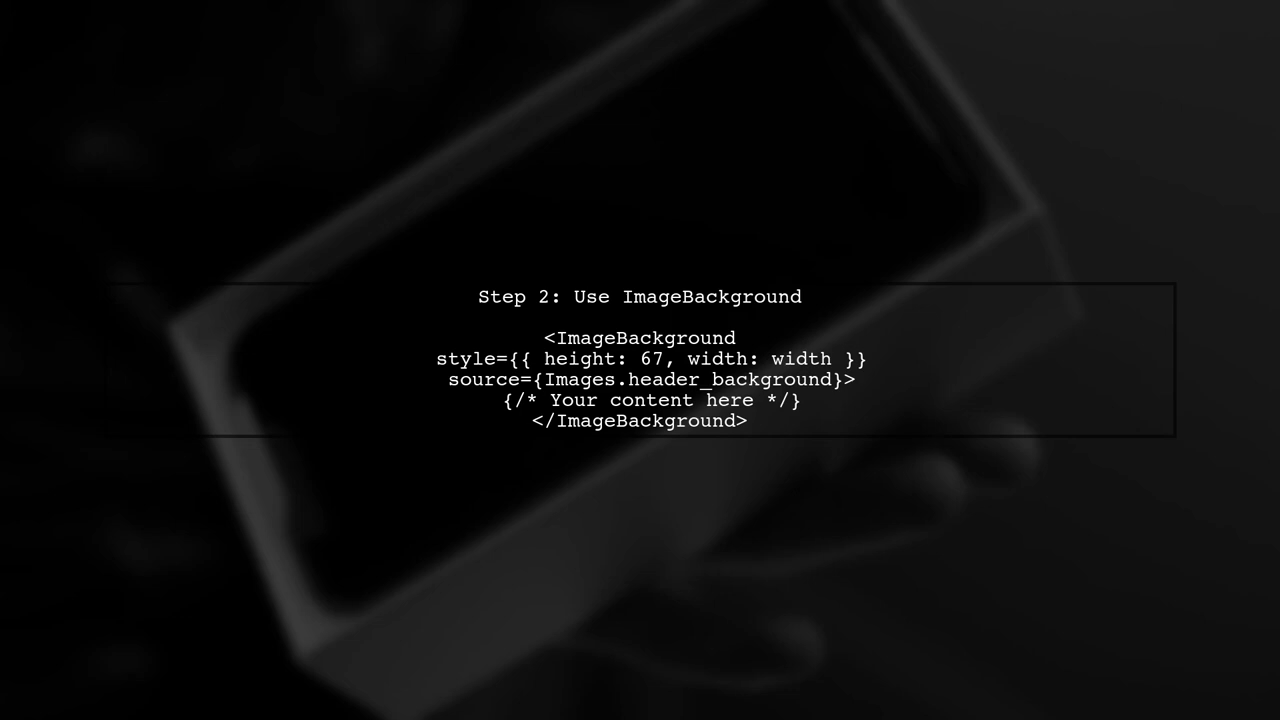 Step 2: Use ImageBackground
<ImageBackground
style={{ height: 67, width: width }}
source={Images.header_background}>
{/* Your content here */}
</ImageBackground>